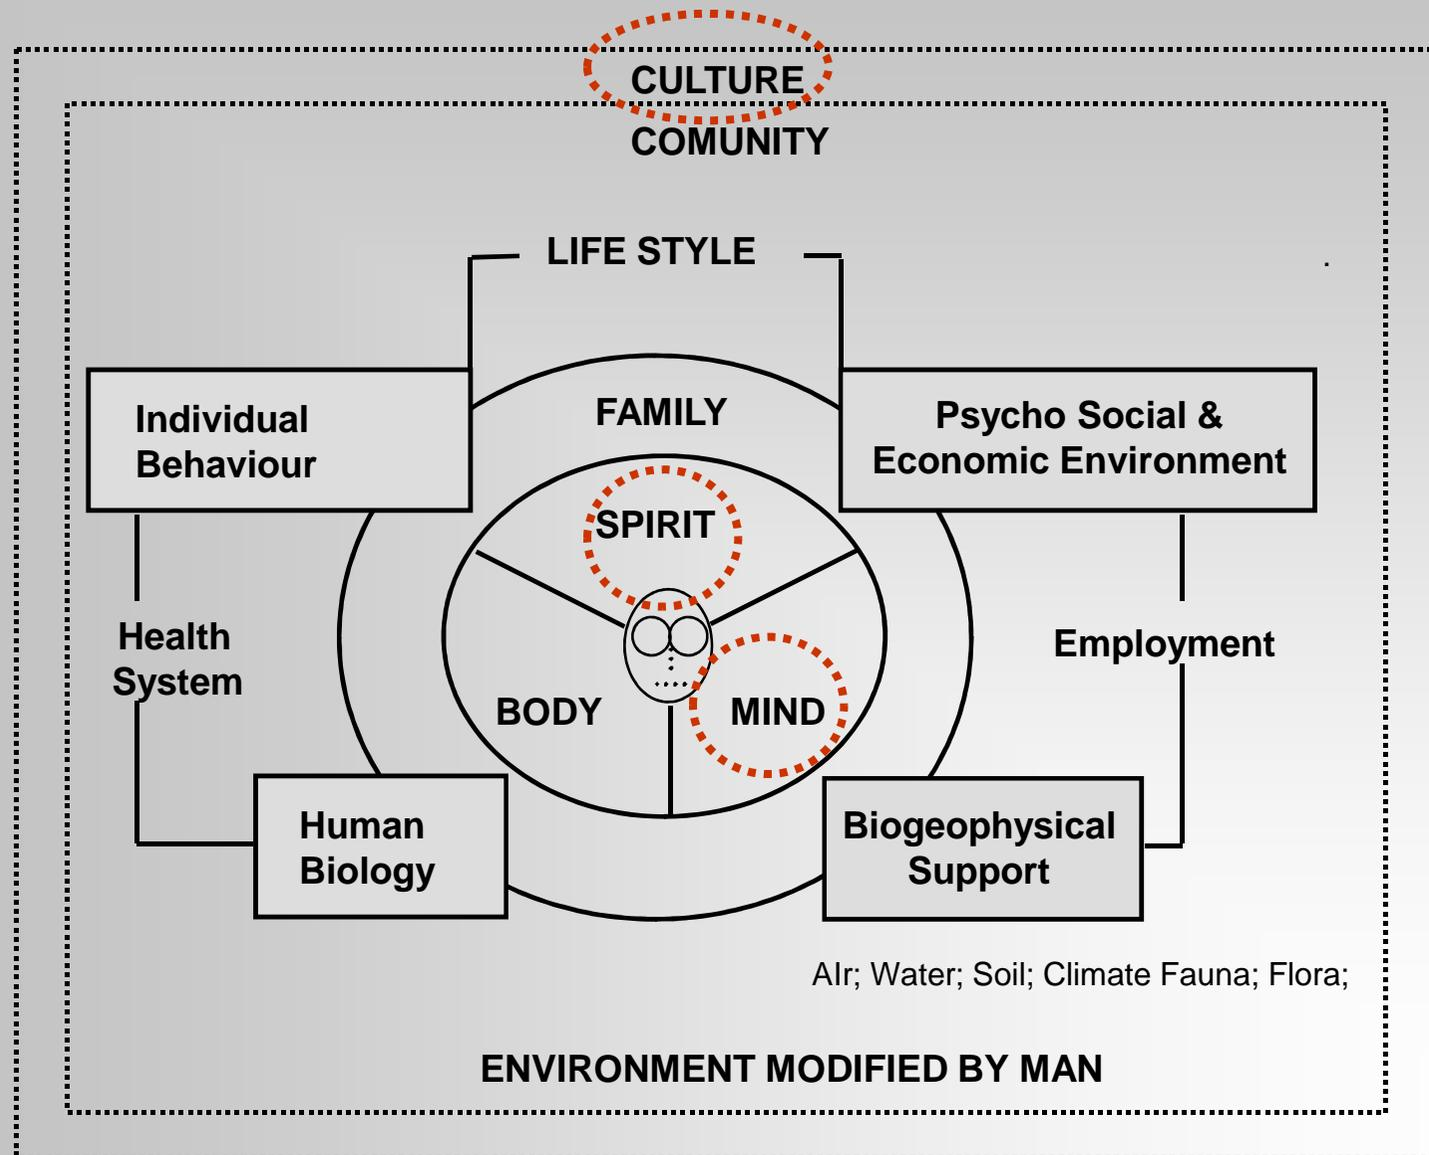 CULTURE
COMUNITY
LIFE STYLE
.
Individual
Behaviour
FAMILY
Psycho Social &
Economic Environment
SPIRIT
Health
System
Employment
BODY
MIND
Human
Biology
Biogeophysical
Support
AIr; Water; Soil; Climate Fauna; Flora;
ENVIRONMENT MODIFIED BY MAN